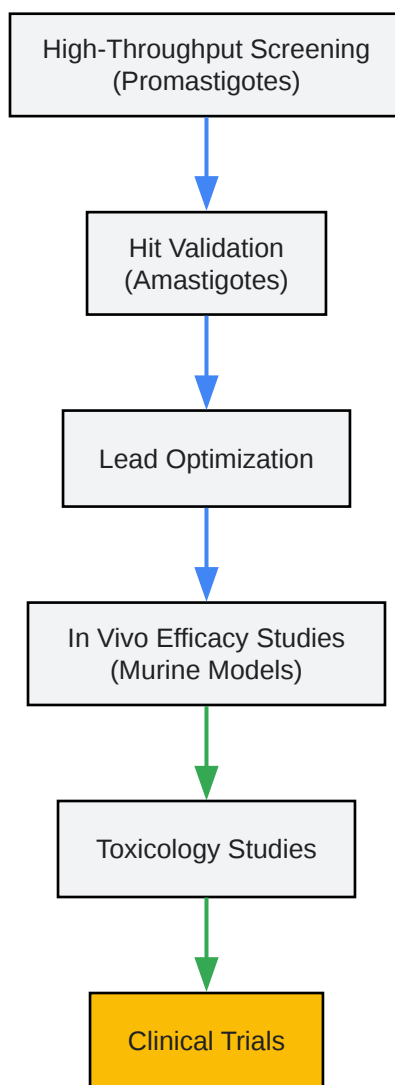 High-Throughput Screening
(Promastigotes)
Hit Validation
(Amastigotes)
Lead Optimization
In Vivo Efficacy Studies
(Murine Models)
Toxicology Studies
Clinical Trials